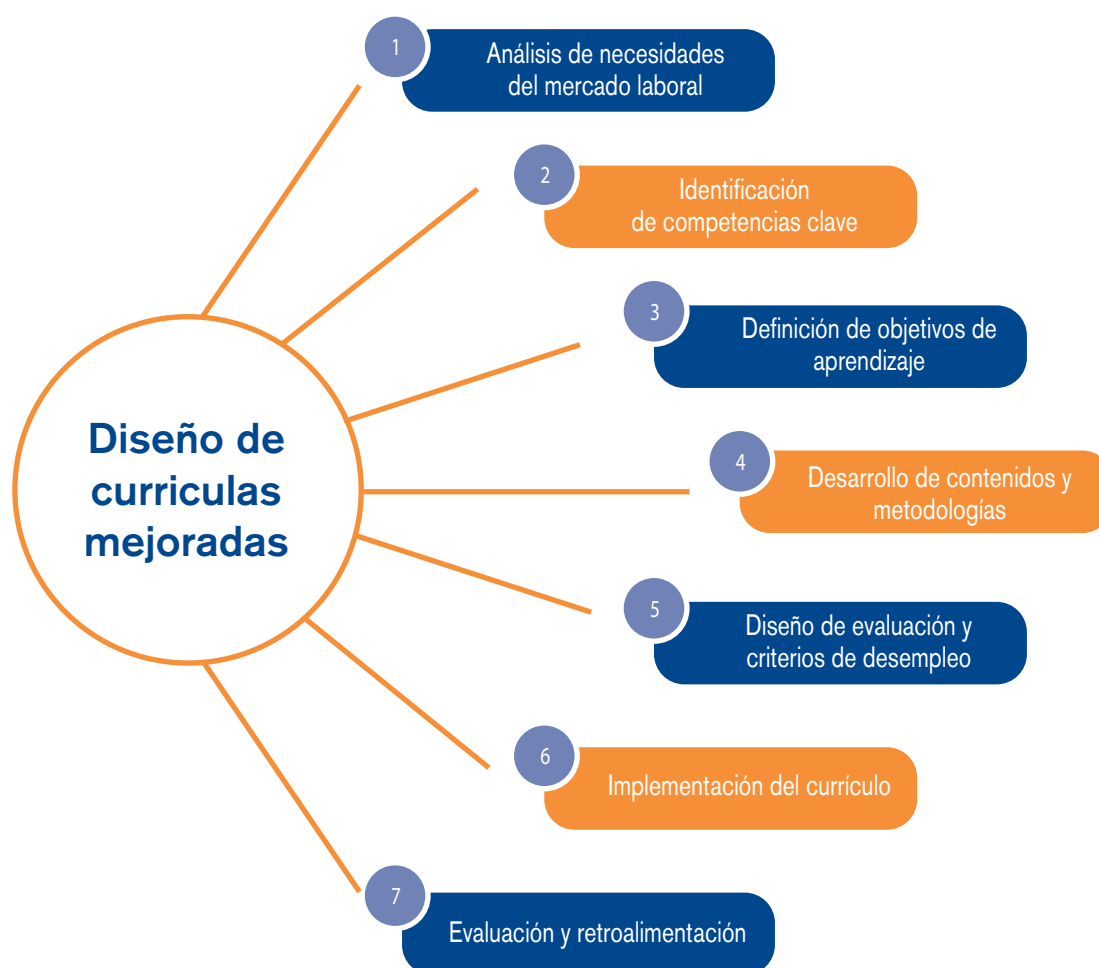 1
Análisis de necesidades
del mercado laboral
2
Identificación
de competencias clave
3
Definición de objetivos de
aprendizaje
Diseño de
curriculas
mejoradas
4
Desarrollo de contenidos y
metodologías
5
Diseño de evaluación y
criterios de desempleo
6
Implementación del currículo
7
Evaluación y retroalimentación